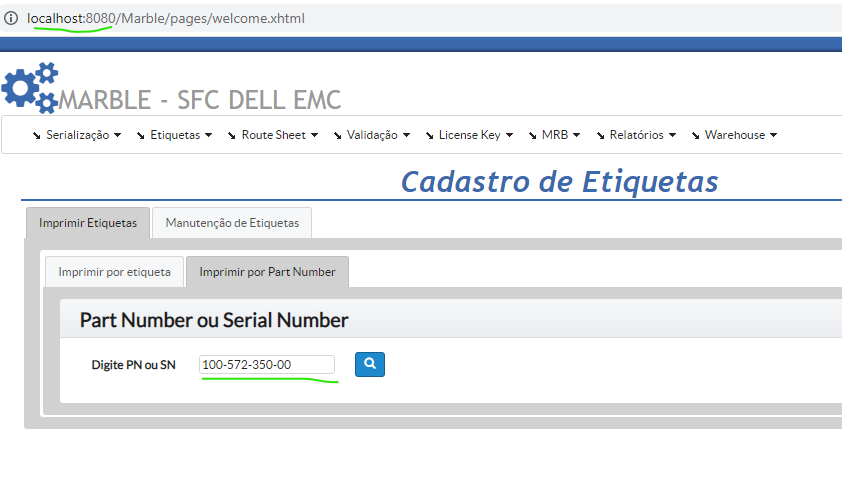 localhost:8080/Marble/pages/welcome.xhtml
MARBLE - SFC DELL EMC
Serialização Etiquetas Route Sheet Validação License Key MRB Relatórios Warehouse
Cadastro de Etiquetas
Imprimir Etiquetas Manutenção de Etiquetas
Imprimir por etiqueta Imprimir por Part Number
Part Number ou Serial Number
Digite PN ou SN 100-572-350-00